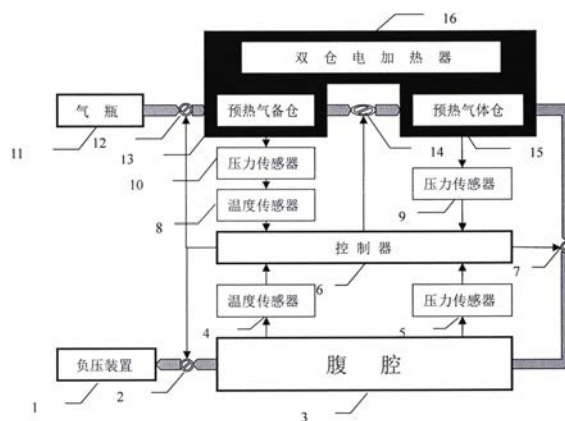 16
双仓电加热器
气瓶
预热气备仓
预热气体仓
11
12
13
14
15
10
压力传感器
压力传感器
8
温度传感器
9
控制器
7
6
温度传感器
压力传感器
4
5
负压装置
腹腔
1
2
3